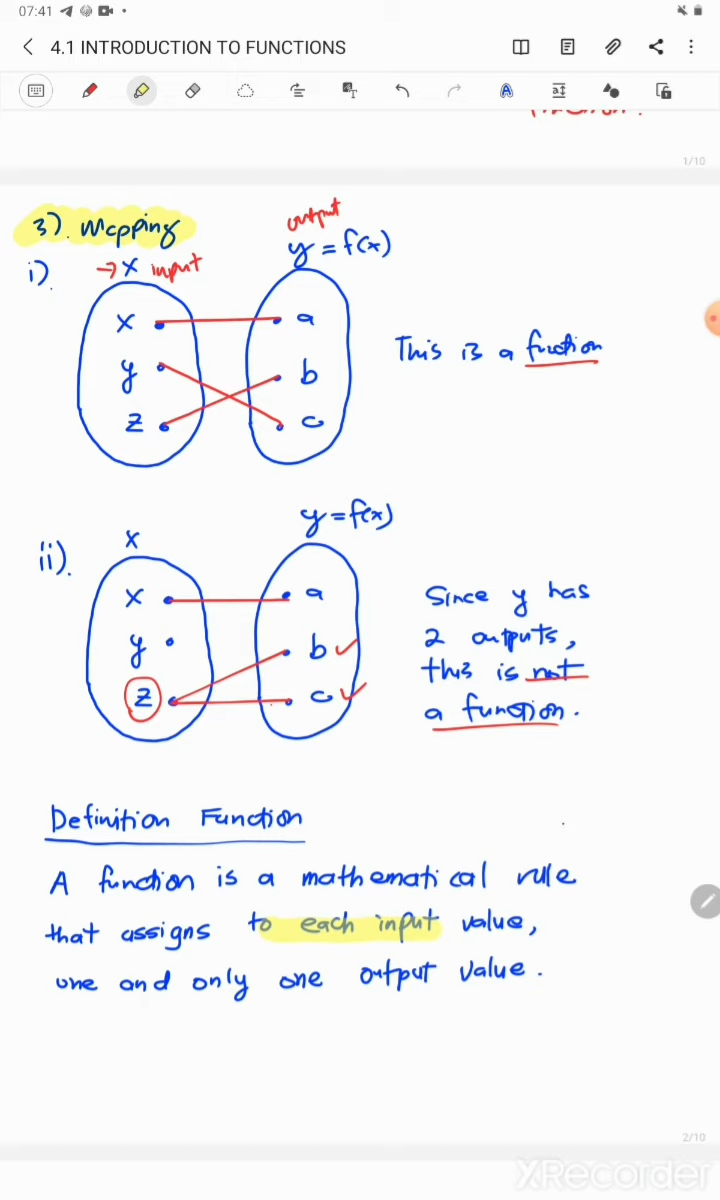 07:41
4.1 INTRODUCTION TO FUNCTIONS
function.
1/10
3). Mapping
output
i). → x input y = f(x)
x a
y b
z c
This is a function
ii). x y = f(x)
x a
y b
z c
Since y has
2 outputs,
this is not
a function.
Definition Function
A function is a mathematical rule
that assigns to each input value,
one and only one output value.
2/10
XRecorder